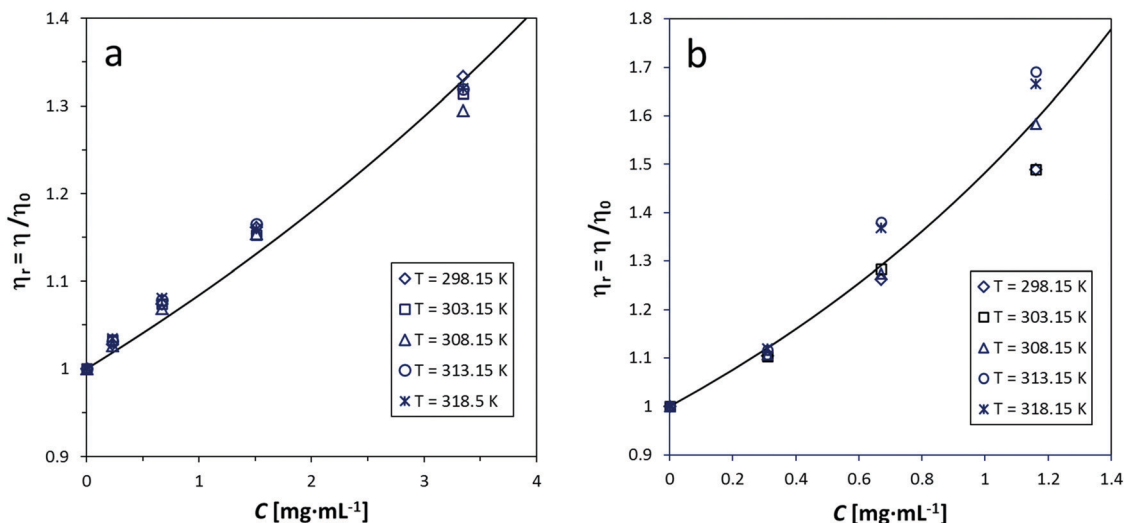 a
1.4
1.3
1.2
1.1
1
0.9
ηr = η /η0
T = 298.15 K
T = 303.15 K
T = 308.15 K
T = 313.15 K
T = 318.5 K
0
1
2
3
4
C [mg·mL-1]
b
1.8
1.7
1.6
1.5
1.4
1.3
1.2
1.1
1
0.9
ηr = η /η0
T = 298.15 K
T = 303.15 K
T = 308.15 K
T = 313.15 K
T = 318.15 K
0
0.2
0.4
0.6
0.8
1
1.2
1.4
C [mg·mL-1]